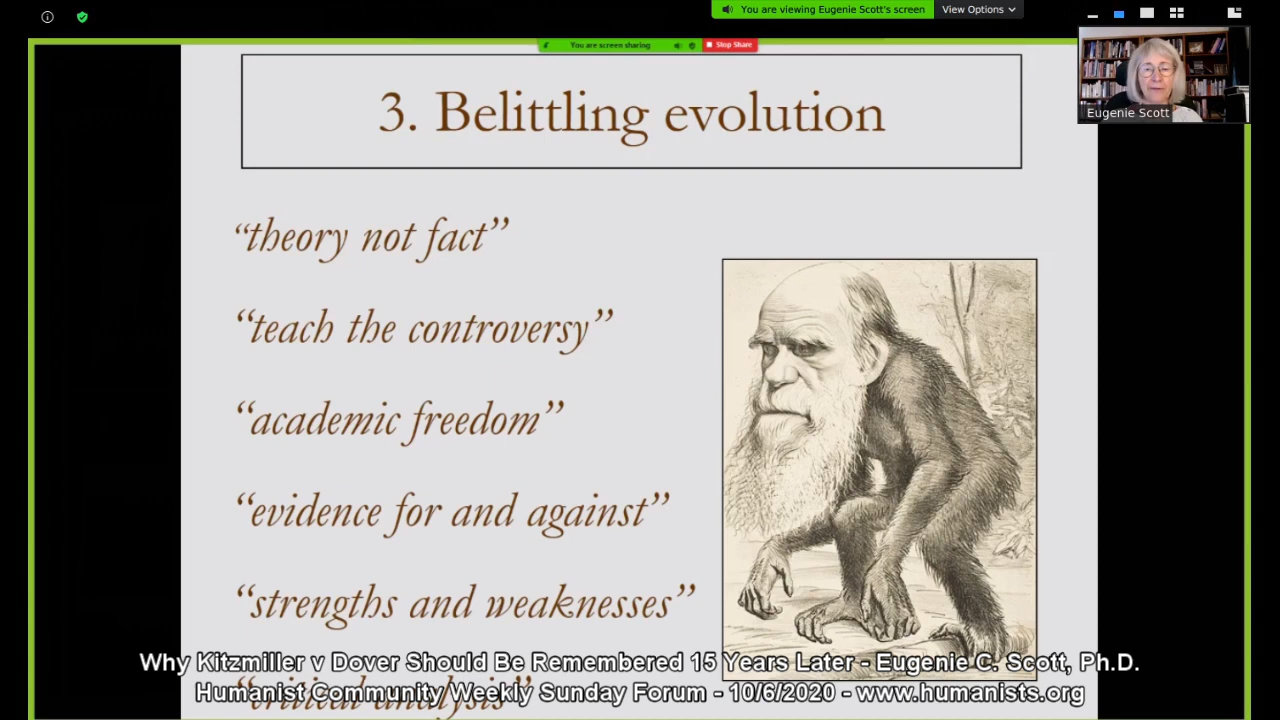 You are viewing Eugenie Scott's screen
View Options
You are screen sharing
Stop Share
Eugenie Scott
3. Belittling evolution
“theory not fact”
“teach the controversy”
“academic freedom”
“evidence for and against”
“strengths and weaknesses”
“critical analysis”
Why Kitzmiller v Dover Should Be Remembered 15 Years Later - Eugenie C. Scott, Ph.D.
Humanist Community Weekly Sunday Forum - 10/6/2020 - www.humanists.org